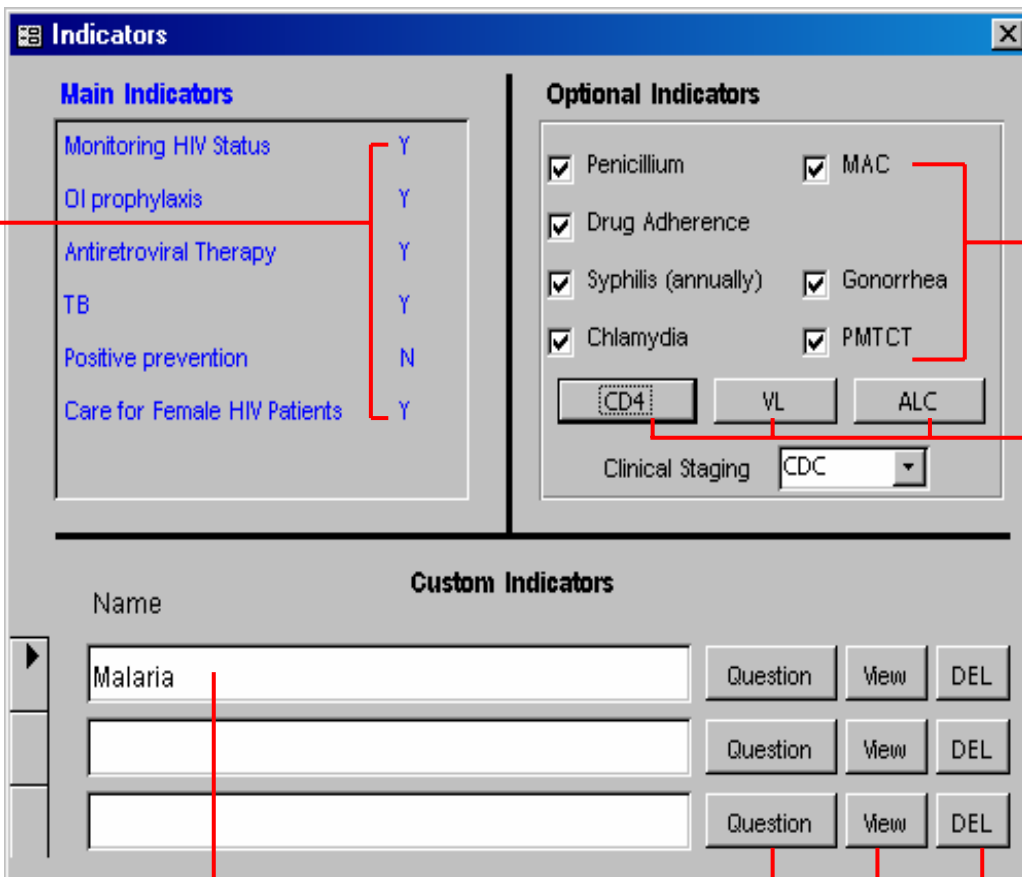 Indicators
Main Indicators
Monitoring HIV Status Y
OI prophylaxis Y
Antiretroviral Therapy Y
TB Y
Positive prevention N
Care for Female HIV Patients Y
Optional Indicators
Penicillium MAC
Drug Adherence
Syphilis (annually) Gonorrhea
Chlamydia PMTCT
CD4 VL ALC
Clinical Staging CDC
Custom Indicators
Name
Malaria Question View DEL
Question View DEL
Question View DEL